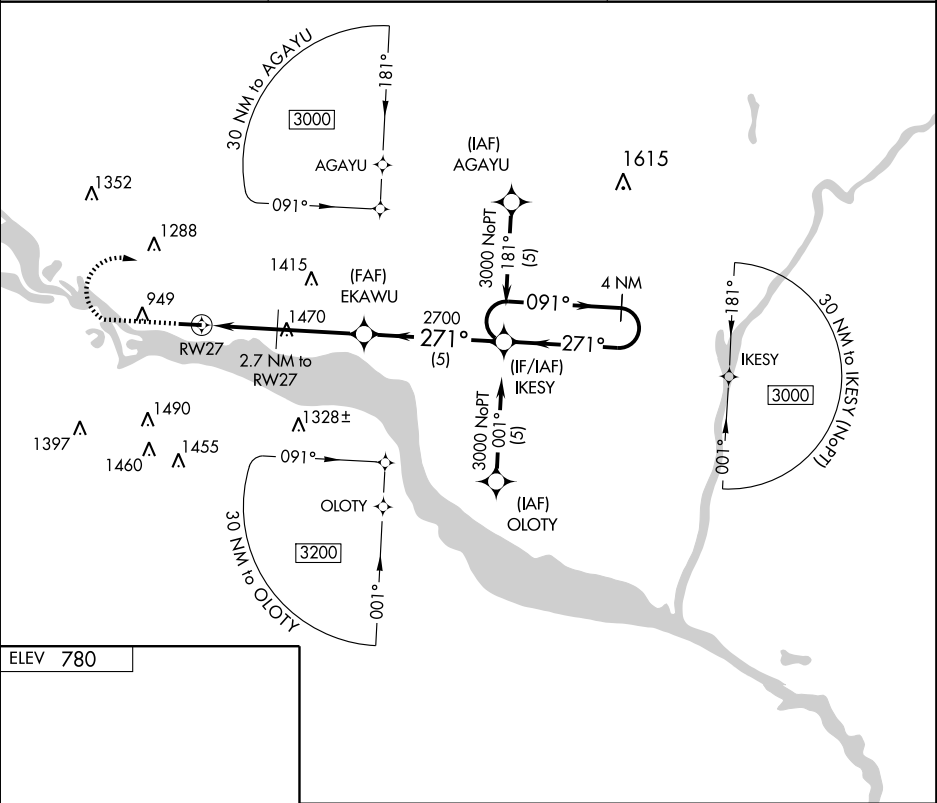 30 NM to AGAYU
181°
3000
AGAYU
091°
(IAF)
AGAYU
1615
1352
1288
3000 NoPT
181°
(5)
1415
(FAF)
EKAWU
4 NM
091°
181°
30 NM to IKESY (NoPT)
949
1470
2700
271°
(5)
271°
RW27
2.7 NM to
RW27
(IF/IAF)
IKESY
IKESY
3000
3000 NoPT
001°
(5)
001°
1490
1397
1328±
1460
1455
091°
OLOTY
(IAF)
OLOTY
3200
30 NM to OLOTY
001°
ELEV 780